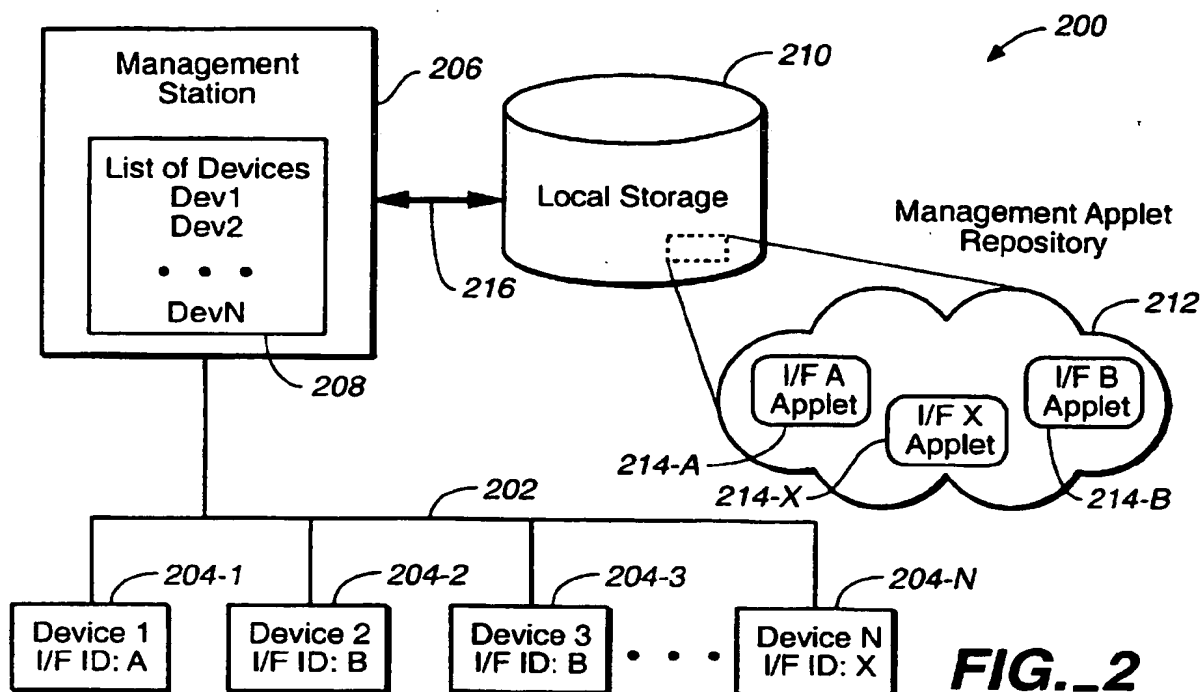 200
Management
Station
206
List of Devices
Dev1
Dev2
• • •
DevN
208
216
210
Local Storage
Management Applet
Repository
212
I/F A
Applet
I/F X
Applet
I/F B
Applet
214-A
214-X
214-B
202
204-1
204-2
204-3
204-N
Device 1
I/F ID: A
Device 2
I/F ID: B
Device 3
I/F ID: B
• • •
Device N
I/F ID: X
FIG._2